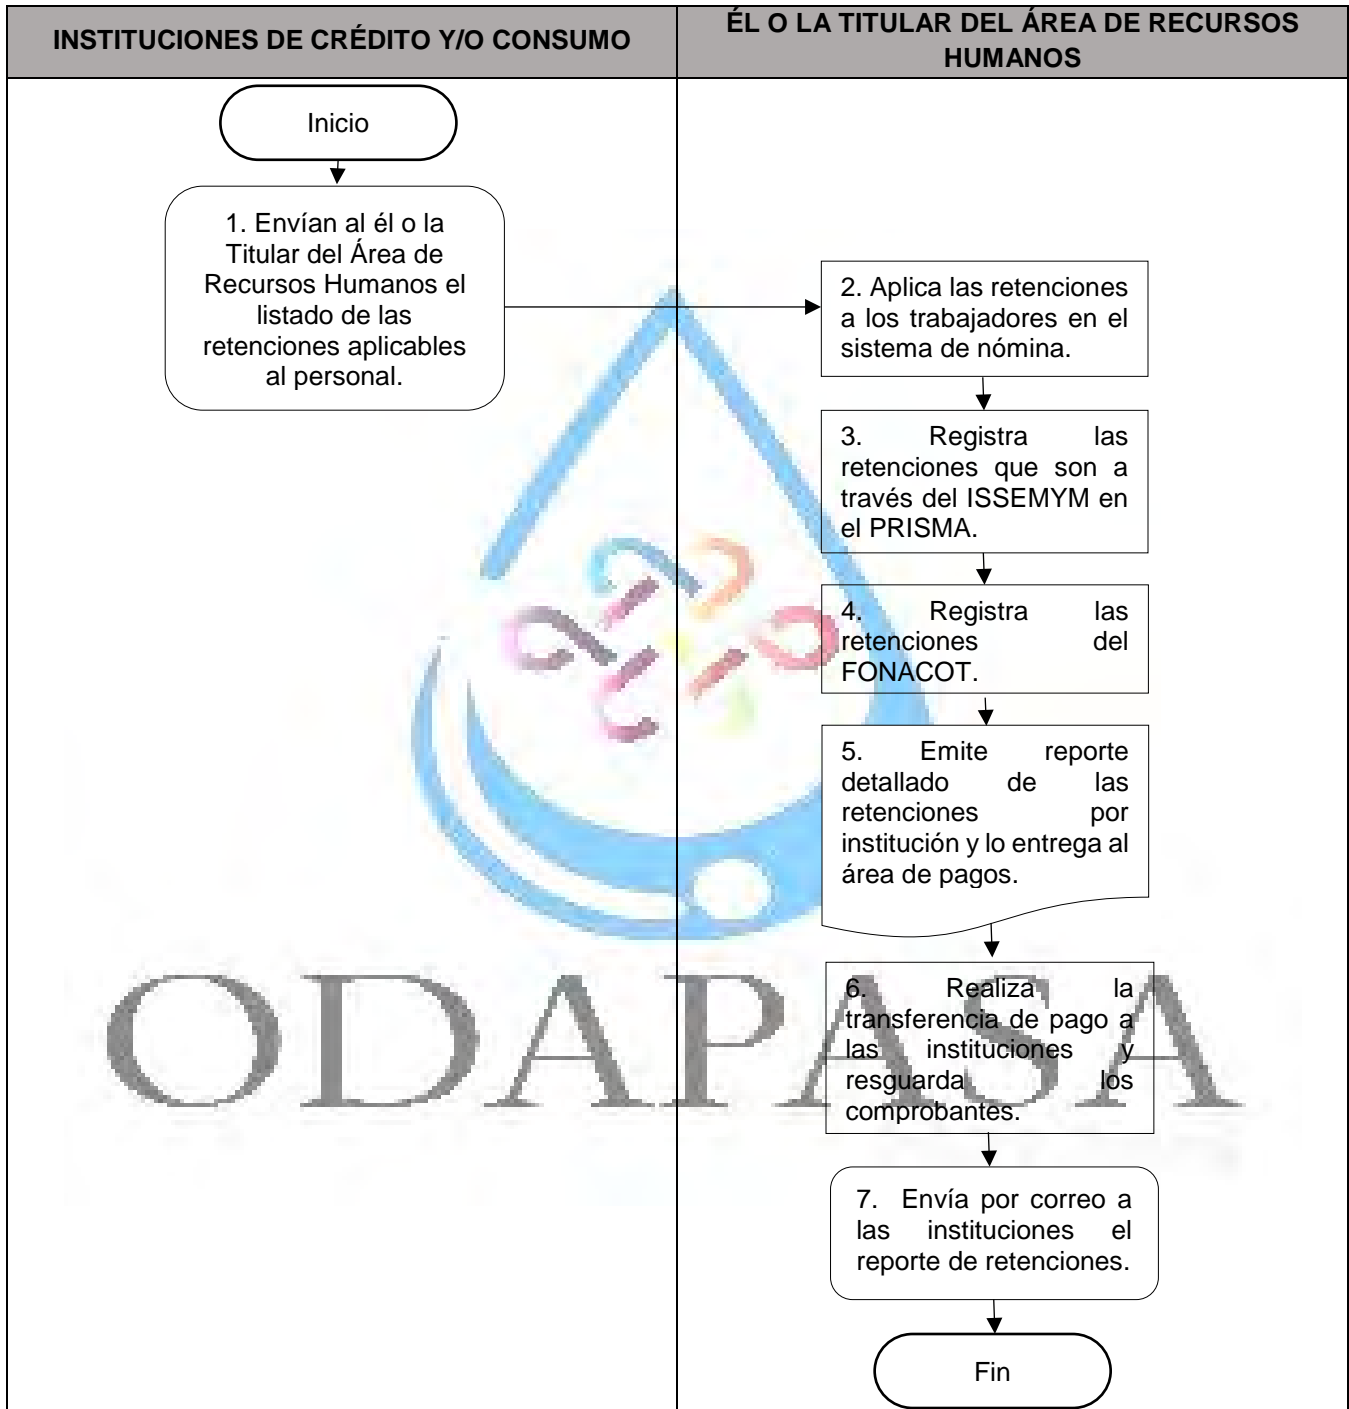 INSTITUCIONES DE CRÉDITO Y/O CONSUMO
ÉL O LA TITULAR DEL ÁREA DE RECURSOS
HUMANOS
Inicio
1. Envían al él o la
Titular del Área de
Recursos Humanos el
listado de las
retenciones aplicables
al personal.
2. Aplica las retenciones
a los trabajadores en el
sistema de nómina.
3. Registra las
retenciones que son a
través del ISSEMYM en
el PRISMA.
4. Registra las
retenciones del
FONACOT.
5. Emite reporte
detallado de las
retenciones por
institución y lo entrega al
área de pagos.
6. Realiza la
transferencia de pago a
las instituciones y
resguarda los
comprobantes.
7. Envía por correo a
las instituciones el
reporte de retenciones.
Fin
ODAPASA